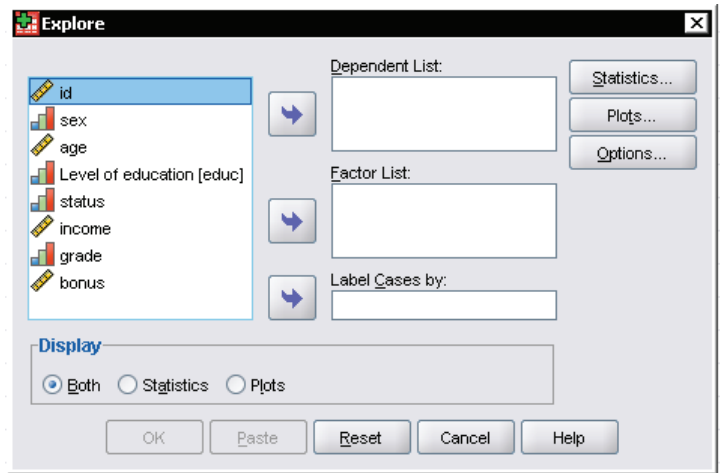 Explore
id
sex
age
Level of education [educ]
status
income
grade
bonus
Dependent List:
Factor List:
Label Cases by:
Statistics...
Plots...
Options...
Display
Both Statistics Plots
OK Paste Reset Cancel Help